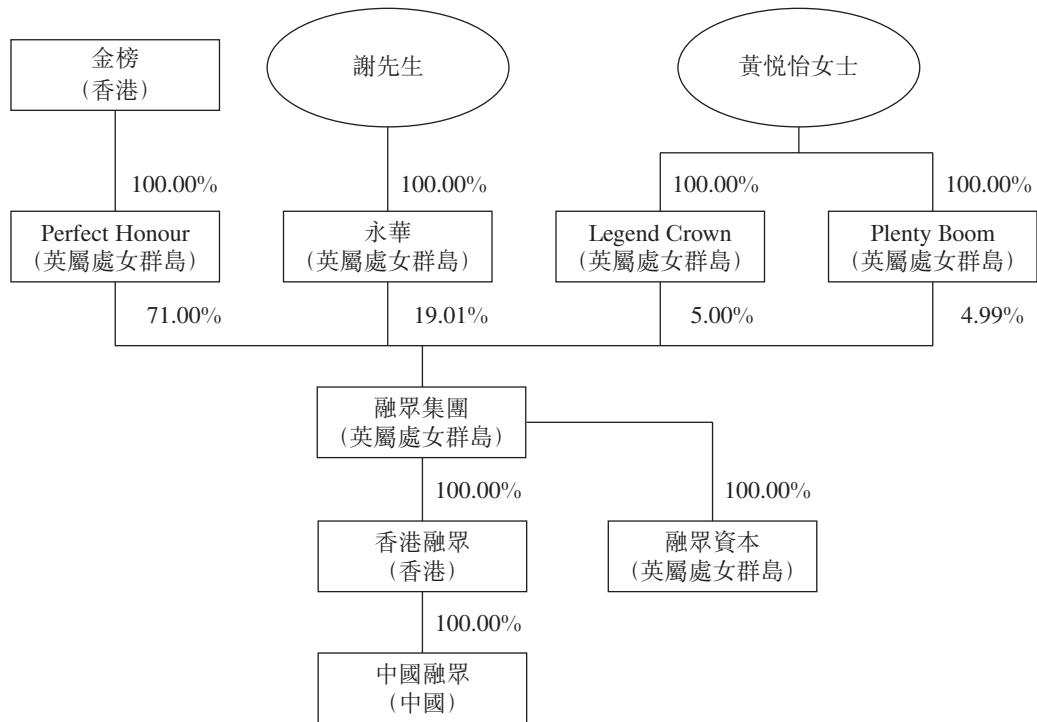 金榜
（香港）
謝先生
黃悦怡女士
100.00%
100.00%
100.00%
100.00%
Perfect Honour
（英屬處女群島）
永華
（英屬處女群島）
Legend Crown
（英屬處女群島）
Plenty Boom
（英屬處女群島）
71.00%
19.01%
5.00%
4.99%
融眾集團
（英屬處女群島）
100.00%
100.00%
香港融眾
（香港）
融眾資本
（英屬處女群島）
100.00%
中國融眾
（中國）